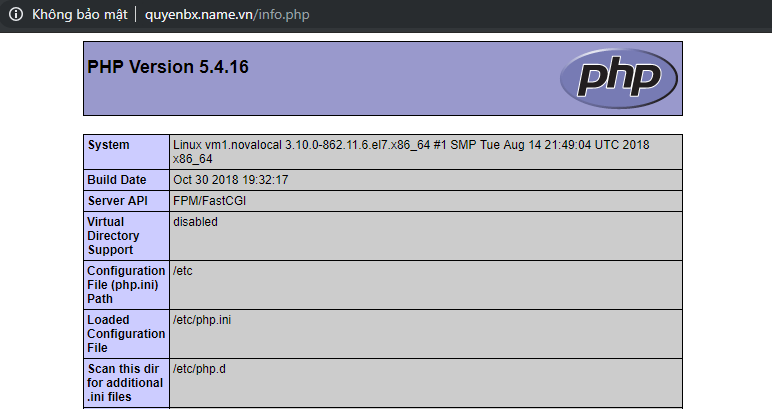 Không bảo mật quyenbx.name.vn/info.php
PHP Version 5.4.16
php
System Linux vm1.novalocal 3.10.0-862.11.6.el7.x86_64 #1 SMP Tue Aug 14 21:49:04 UTC 2018
x86_64
Build Date Oct 30 2018 19:32:17
Server API FPM/FastCGI
Virtual disabled
Directory
Support
Configuration /etc
File (php.ini)
Path
Loaded /etc/php.ini
Configuration
File
Scan this dir /etc/php.d
for additional
.ini files